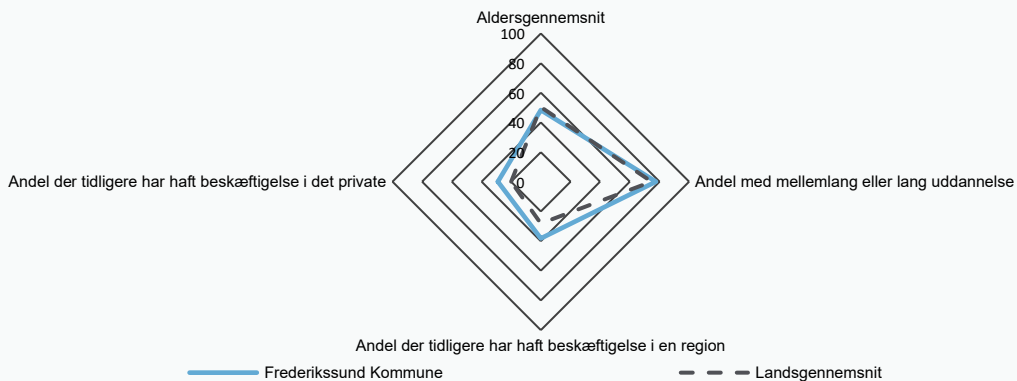 Aldersgennemsnit
100
80
60
40
20
0
Andel der tidligere har haft beskæftigelse i det private
Andel med mellemlang eller lang uddannelse
Andel der tidligere har haft beskæftigelse i en region
Frederikssund Kommune
Landsgennemsnit